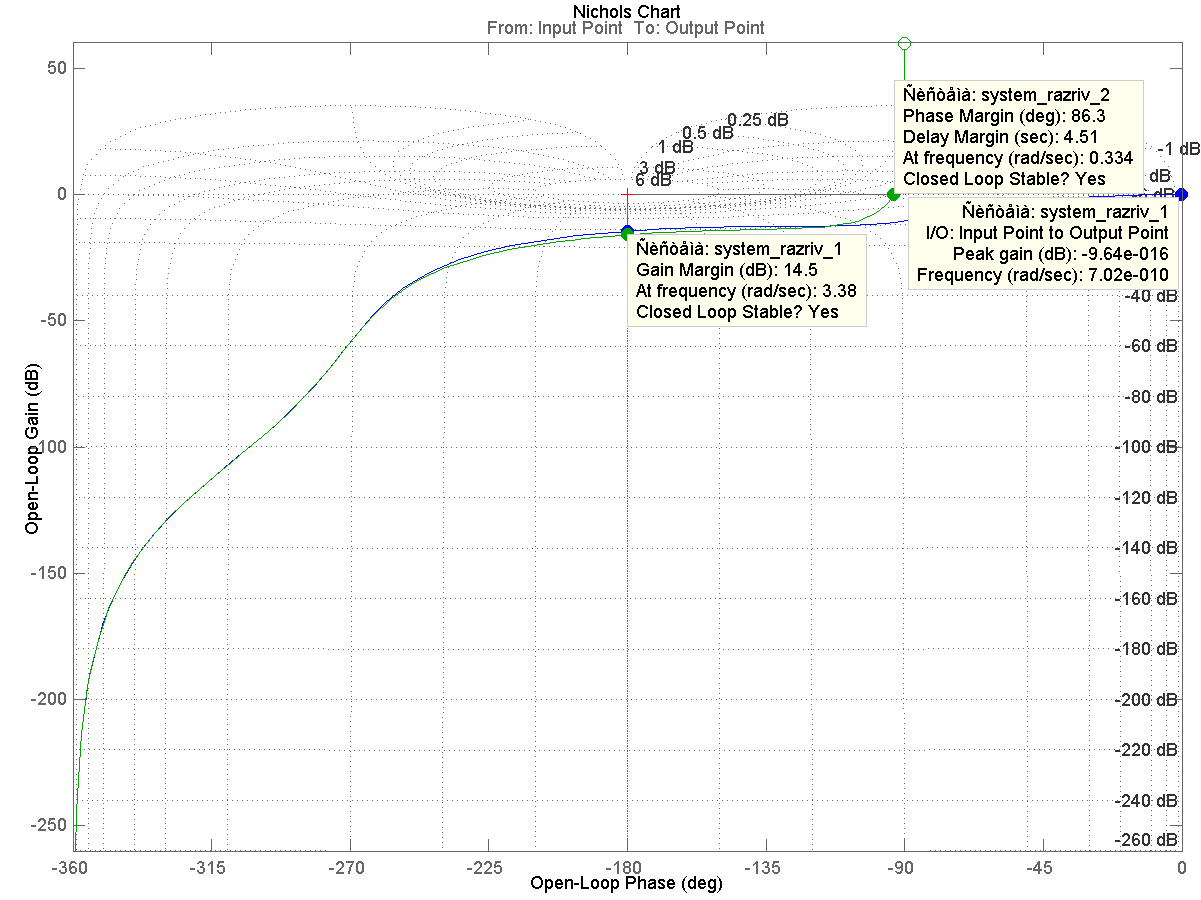 Nichols Chart
From: Input Point To: Output Point
Open-Loop Gain (dB)
50
0
-50
-100
-150
-200
-250
0.25 dB
0.5 dB
1 dB
3 dB
6 dB
-1 dB
dB
dB
Ñèñòåìà: system_razriv_2
Phase Margin (deg): 86.3
Delay Margin (sec): 4.51
At frequency (rad/sec): 0.334
Closed Loop Stable? Yes
Ñèñòåìà: system_razriv_1
I/O: Input Point to Output Point
Peak gain (dB): -9.64e-016
Frequency (rad/sec): 7.02e-010
Ñèñòåìà: system_razriv_1
Gain Margin (dB): 14.5
At frequency (rad/sec): 3.38
Closed Loop Stable? Yes
-40 dB
-60 dB
-80 dB
-100 dB
-120 dB
-140 dB
-160 dB
-180 dB
-200 dB
-220 dB
-240 dB
-260 dB
-360
-315
-270
-225
-180
-135
-90
-45
0
Open-Loop Phase (deg)